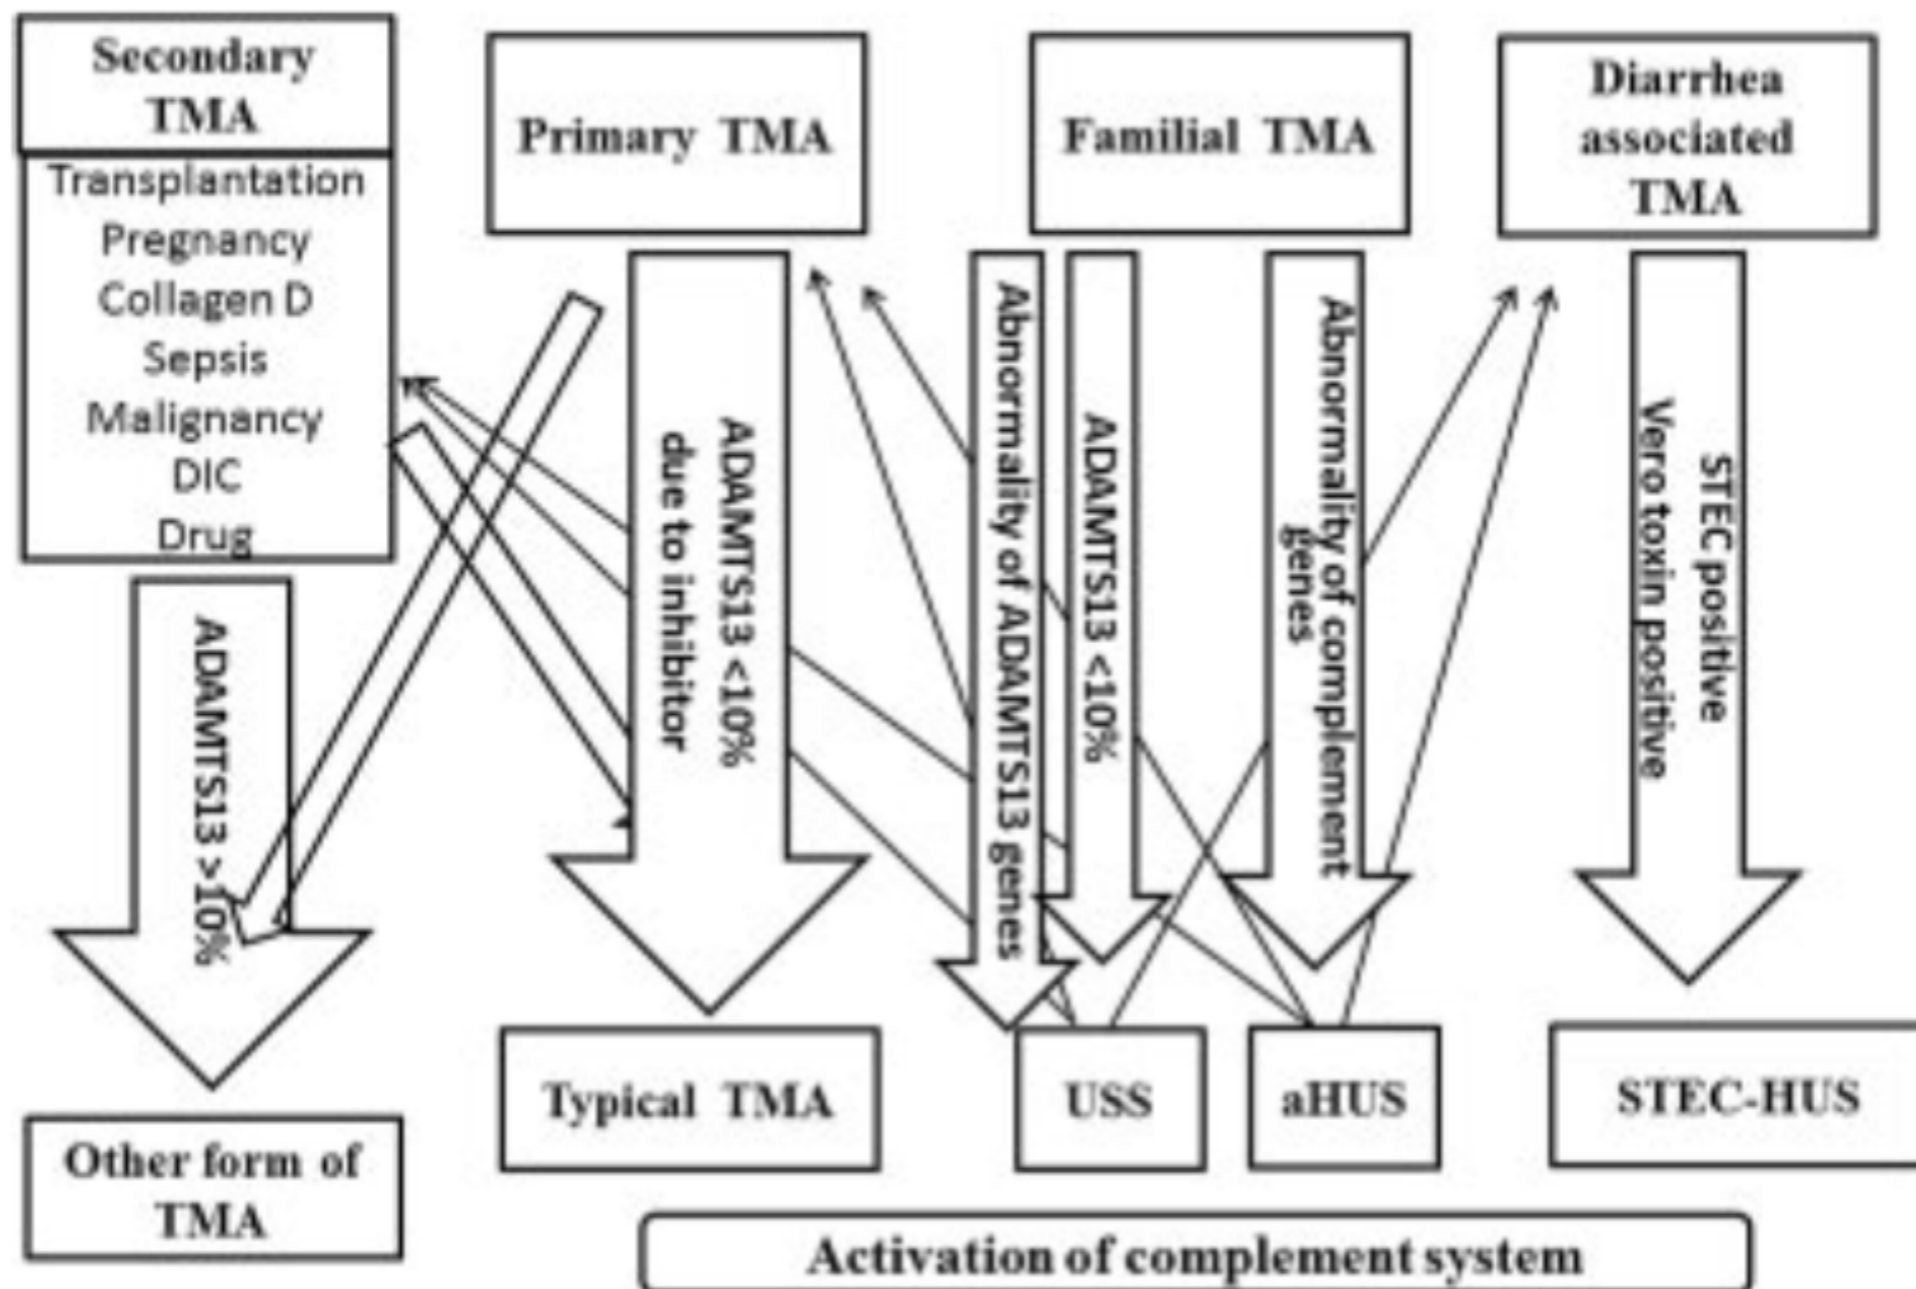 Secondary
TMA
Transplantation
Pregnancy
Collagen D
Sepsis
Malignancy
DIC
Drug
Primary TMA
Familial TMA
Diarrhea
associated
TMA
ADAMTS13 >10%
ADAMTS13 <10%
due to inhibitor
Abnormality of ADAMTS13 genes
ADAMTS13 <10%
Abnormality of complement
genes
STEC positive
Vero toxin positive
Other form of
TMA
Typical TMA
USS
aHUS
STEC-HUS
Activation of complement system